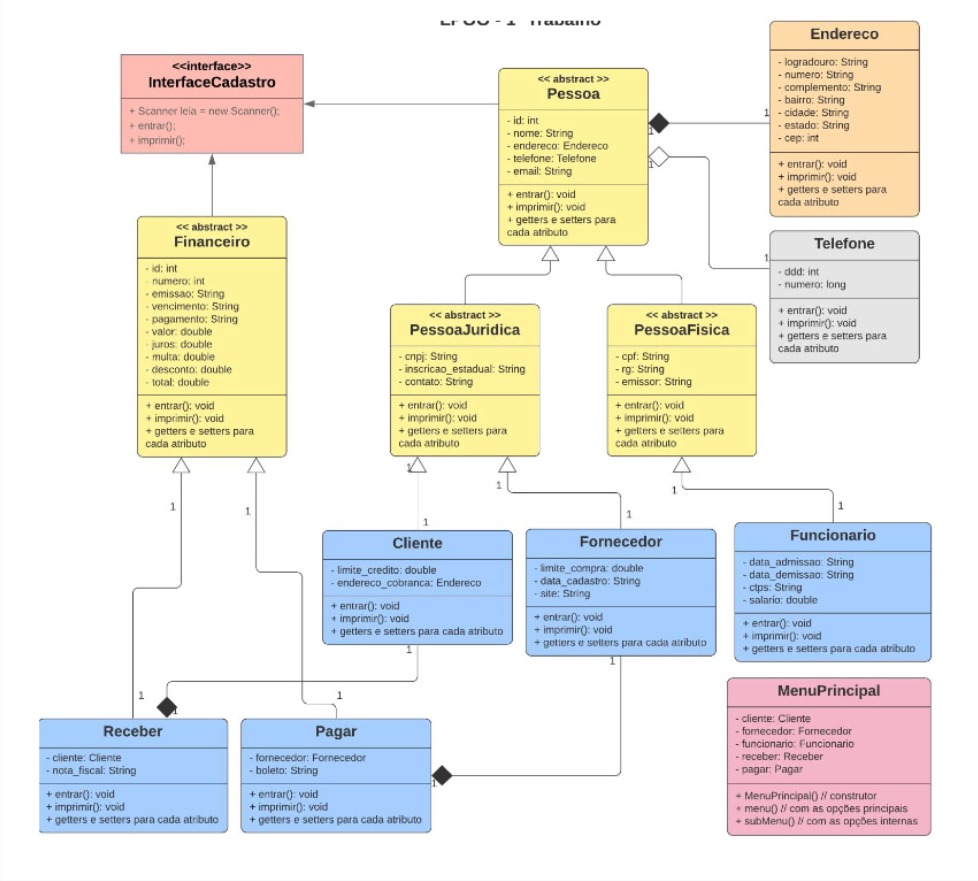 LPOO - 1º Trabalho
<<interface>>
InterfaceCadastro
+ Scanner leia = new Scanner();
+ entrar();
+ imprimir();
<< abstract >>
Pessoa
- id: int
- nome: String
- endereco: Endereco
- telefone: Telefone
- email: String
+ entrar(): void
+ imprimir(): void
+ getters e setters para
cada atributo
1
1
Endereco
- logradouro: String
- numero: String
- complemento: String
- bairro: String
- cidade: String
- estado: String
- cep: int
+ entrar(): void
+ imprimir(): void
+ getters e setters para
cada atributo
1
1
Telefone
- ddd: int
- numero: long
+ entrar(): void
+ imprimir(): void
+ getters e setters para
cada atributo
<< abstract >>
Financeiro
- id: int
- numero: int
- emissao: String
- vencimento: String
- pagamento: String
- valor: double
- juros: double
- multa: double
- desconto: double
- total: double
+ entrar(): void
+ imprimir(): void
+ getters e setters para
cada atributo
<< abstract >>
PessoaJuridica
- cnpj: String
- inscricao_estadual: String
- contato: String
+ entrar(): void
+ imprimir(): void
+ getters e setters para
cada atributo
<< abstract >>
PessoaFisica
- cpf: String
- rg: String
- emissor: String
+ entrar(): void
+ imprimir(): void
+ getters e setters para
cada atributo
1
1
1
1
1
1
1
1
Cliente
- limite_credito: double
- endereco_cobranca: Endereco
+ entrar(): void
+ imprimir(): void
+ getters e setters para cada atributo
1
Fornecedor
- limite_compra: double
- data_cadastro: String
- site: String
+ entrar(): void
+ imprimir(): void
+ getters e setters para cada atributo
1
Funcionario
- data_admissao: String
- data_demissao: String
- ctps: String
- salario: double
+ entrar(): void
+ imprimir(): void
+ getters e setters para cada atributo
1
1
1
Receber
- cliente: Cliente
- nota_fiscal: String
+ entrar(): void
+ imprimir(): void
+ getters e setters para cada atributo
Pagar
- fornecedor: Fornecedor
- boleto: String
+ entrar(): void
+ imprimir(): void
+ getters e setters para cada atributo
1
MenuPrincipal
- cliente: Cliente
- fornecedor: Fornecedor
- funcionario: Funcionario
- receber: Receber
- pagar: Pagar
+ MenuPrincipal() // construtor
+ menu() // com as opções principais
+ subMenu() // com as opções internas